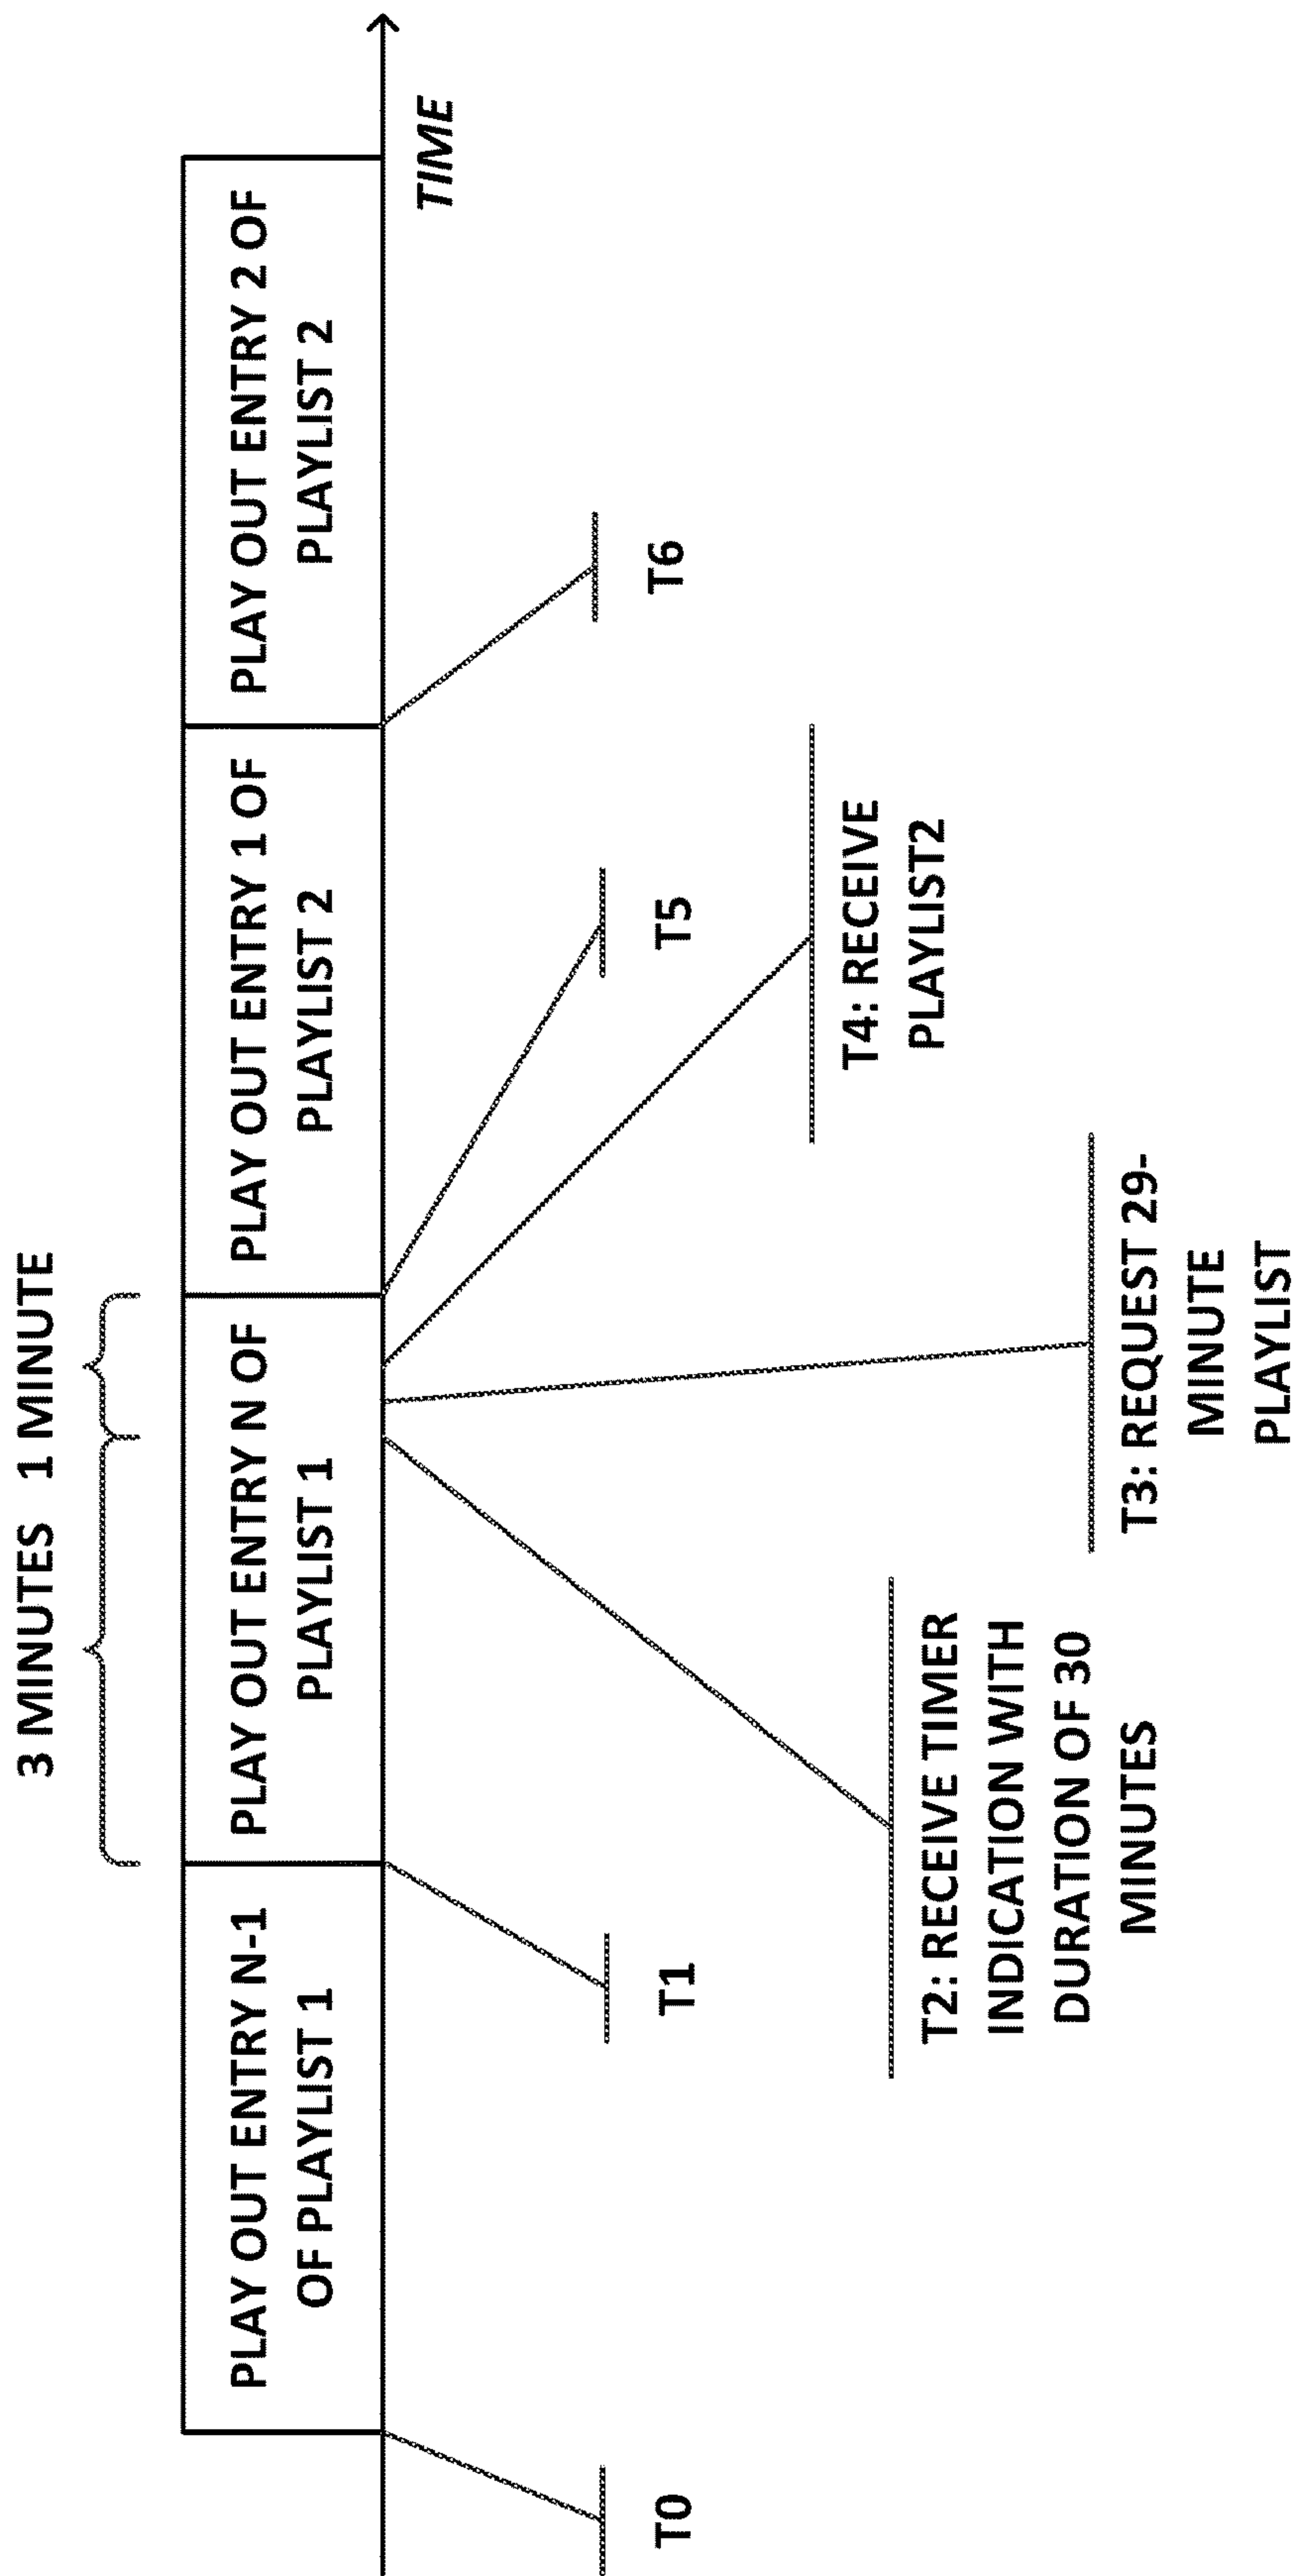 3 MINUTES 1 MINUTE
PLAY OUT ENTRY N-1
OF PLAYLIST 1
PLAY OUT ENTRY N OF
PLAYLIST 1
PLAY OUT ENTRY 1 OF
PLAYLIST 2
PLAY OUT ENTRY 2 OF
PLAYLIST 2
TIME
T0
T1
T5
T6
T4: RECEIVE
PLAYLIST2
T2: RECEIVE TIMER
INDICATION WITH
DURATION OF 30
MINUTES
T3: REQUEST 29-
MINUTE
PLAYLIST